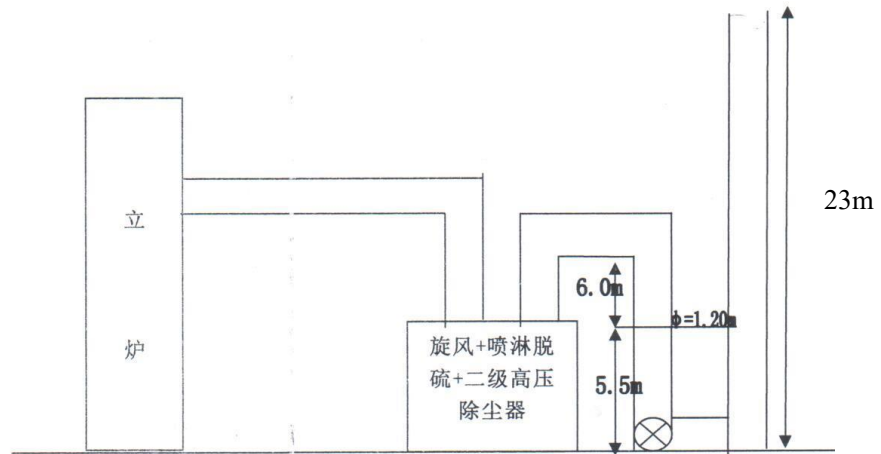 立
炉
旋风+喷淋脱
硫+二级高压
除尘器
6.0m
5.5m
ϕ=1.20m
23m